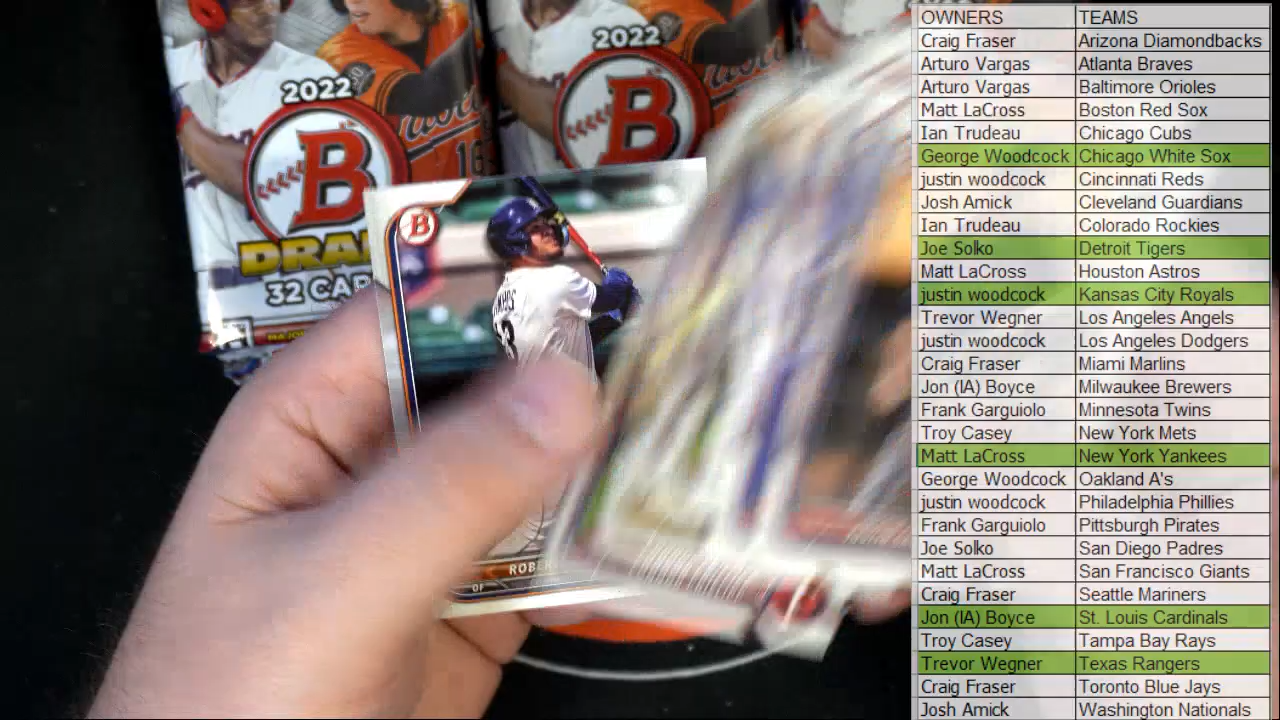 2022
B
DRA
32 CAR
2022
B
16
B
ROBER
OF
OWNERS TEAMS
Craig Fraser Arizona Diamondbacks
Arturo Vargas Atlanta Braves
Arturo Vargas Baltimore Orioles
Matt LaCross Boston Red Sox
Ian Trudeau Chicago Cubs
George Woodcock Chicago White Sox
justin woodcock Cincinnati Reds
Josh Amick Cleveland Guardians
Ian Trudeau Colorado Rockies
Joe Solko Detroit Tigers
Matt LaCross Houston Astros
justin woodcock Kansas City Royals
Trevor Wegner Los Angeles Angels
justin woodcock Los Angeles Dodgers
Craig Fraser Miami Marlins
Jon (IA) Boyce Milwaukee Brewers
Frank Garguiolo Minnesota Twins
Troy Casey New York Mets
Matt LaCross New York Yankees
George Woodcock Oakland A's
justin woodcock Philadelphia Phillies
Frank Garguiolo Pittsburgh Pirates
Joe Solko San Diego Padres
Matt LaCross San Francisco Giants
Craig Fraser Seattle Mariners
Jon (IA) Boyce St. Louis Cardinals
Troy Casey Tampa Bay Rays
Trevor Wegner Texas Rangers
Craig Fraser Toronto Blue Jays
Josh Amick Washington Nationals